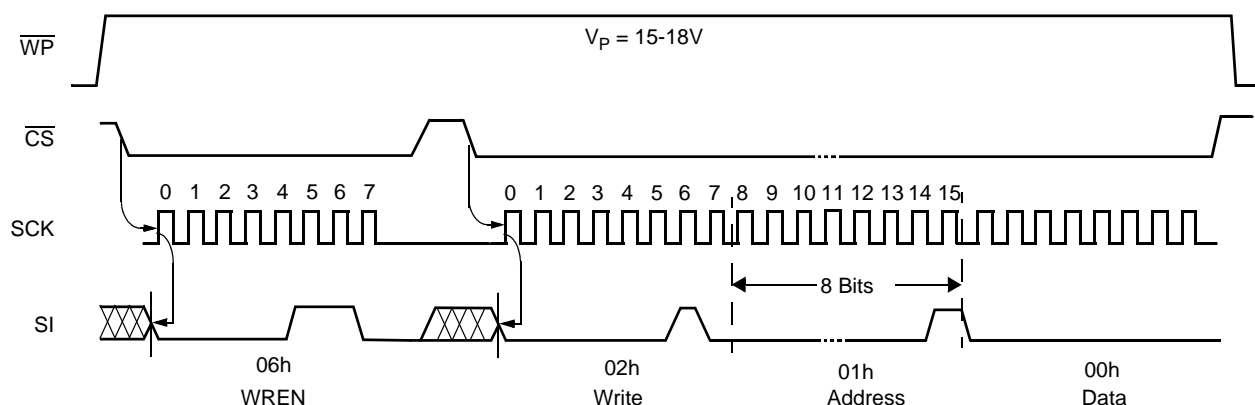 WP
V_P = 15-18V
CS
0 1 2 3 4 5 6 7
0 1 2 3 4 5 6 7 8 9 10 11 12 13 14 15
SCK
8 Bits
SI
06h
WREN
02h
Write
01h
Address
00h
Data